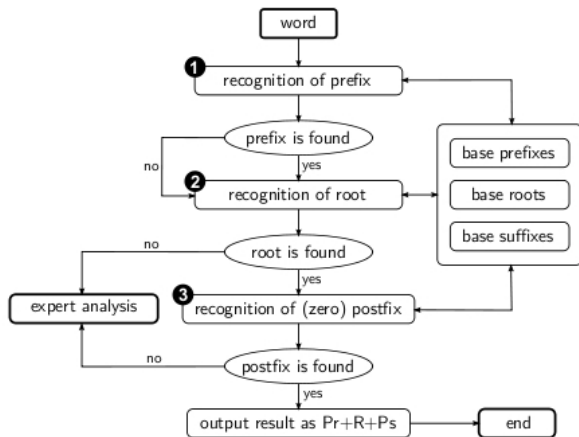 word
1
recognition of prefix
prefix is found
no
yes
base prefixes
2
recognition of root
base roots
base suffixes
no
root is found
yes
3
expert analysis
recognition of (zero) postfix
no
postfix is found
yes
output result as Pr+R+Ps
end